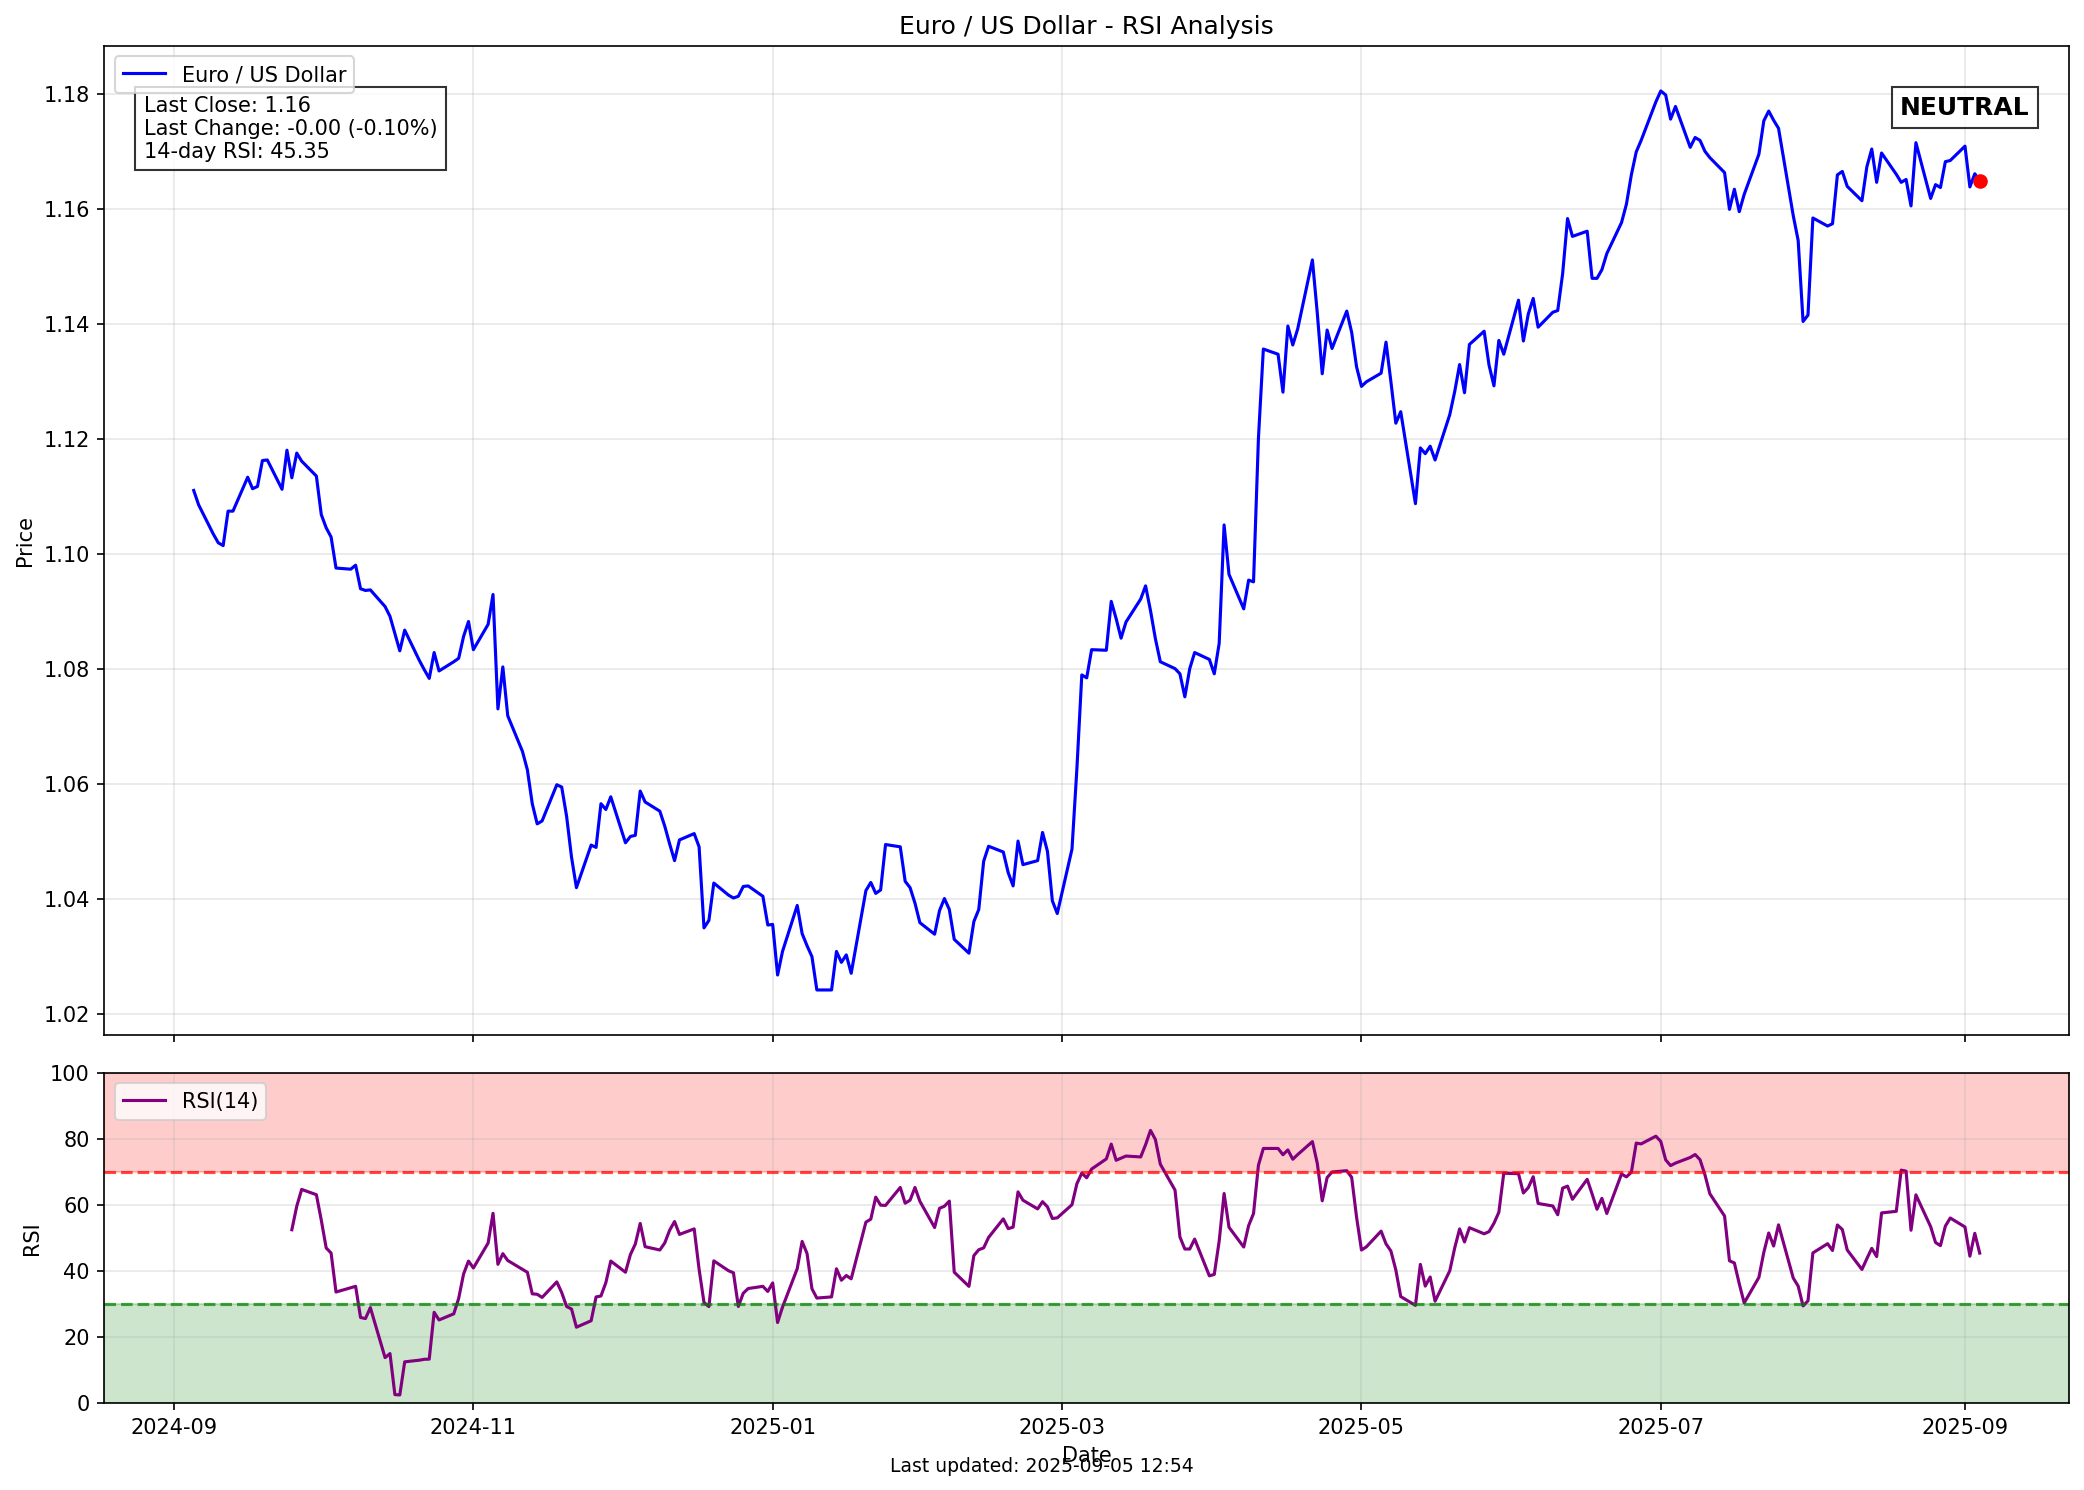 Euro / US Dollar - RSI Analysis
Euro / US Dollar
Last Close: 1.16
Last Change: -0.00 (-0.10%)
14-day RSI: 45.35
NEUTRAL
1.18
1.16
1.14
1.12
1.10
1.08
1.06
1.04
1.02
Price
RSI(14)
100
80
60
40
20
0
RSI
2024-09
2024-11
2025-01
2025-03
2025-05
2025-07
2025-09
Date
Last updated: 2025-09-05 12:54